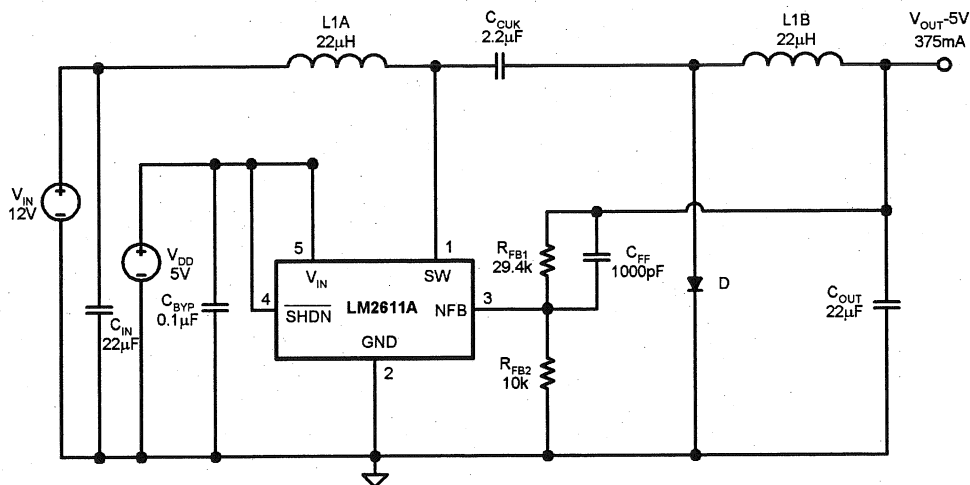 L1A
22μH
C_CUK
2.2μF
L1B
22μH
V_OUT-5V
375mA
V_IN
12V
V_DD
5V
C_IN
22μF
C_BYP
0.1μF
5
V_IN
4
SHDN
LM2611A
GND
2
1
SW
NFB
3
R_FB1
29.4k
C_FF
1000pF
R_FB2
10k
D
C_OUT
22μF